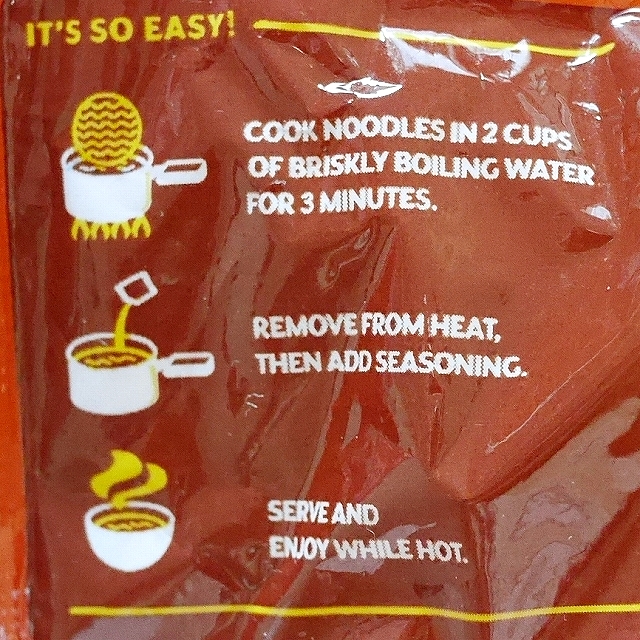 IT'S SO EASY!
COOK NOODLES IN 2 CUPS
OF BRISKLY BOILING WATER
FOR 3 MINUTES.
REMOVE FROM HEAT,
THEN ADD SEASONING.
SERVE AND
ENJOY WHILE HOT.